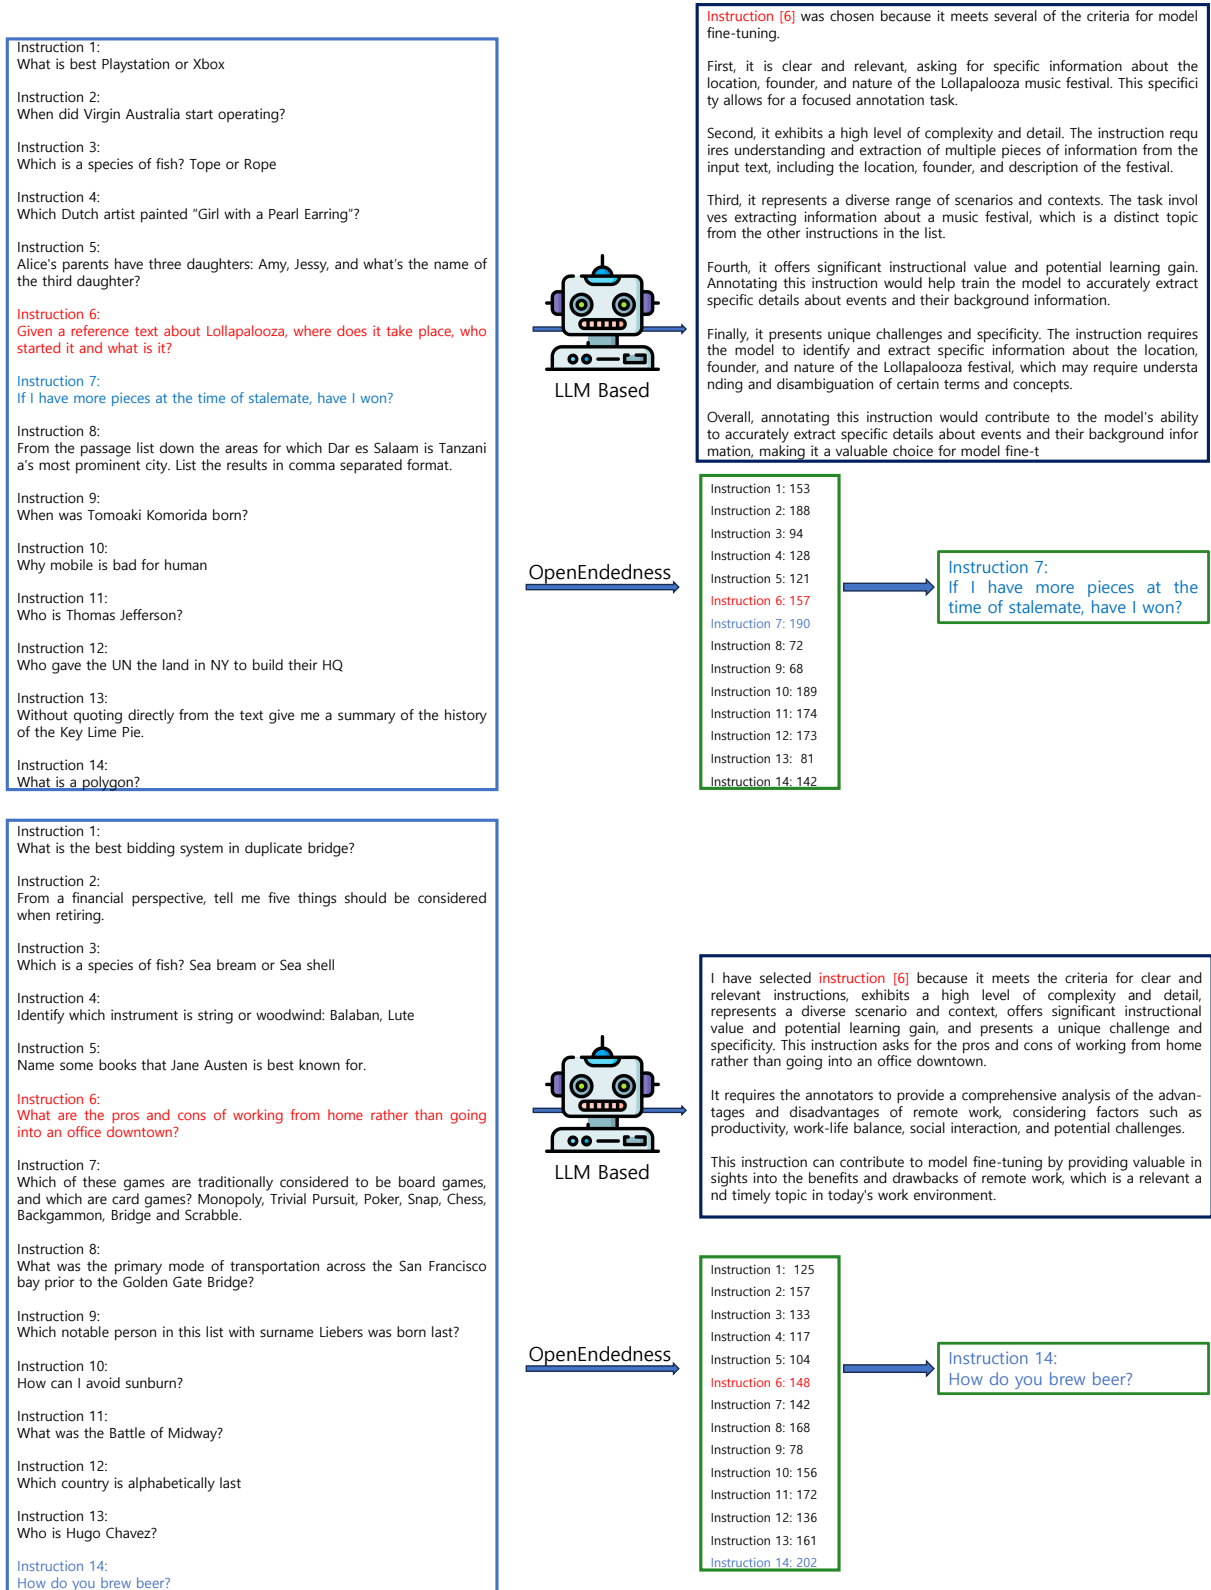 Instruction 1:
What is best Playstation or Xbox
Instruction 2:
When did Virgin Australia start operating?
Instruction 3:
Which is a species of fish? Tope or Rope
Instruction 4:
Which Dutch artist painted “Girl with a Pearl Earring”?
Instruction 5:
Alice's parents have three daughters: Amy, Jessy, and what’s the name of
the third daughter?
Instruction 6:
Given a reference text about Lollapalooza, where does it take place, who
started it and what is it?
Instruction 7:
If I have more pieces at the time of stalemate, have I won?
Instruction 8:
From the passage list down the areas for which Dar es Salaam is Tanzani
a's most prominent city. List the results in comma separated format.
Instruction 9:
When was Tomoaki Komorida born?
Instruction 10:
Why mobile is bad for human
Instruction 11:
Who is Thomas Jefferson?
Instruction 12:
Who gave the UN the land in NY to build their HQ
Instruction 13:
Without quoting directly from the text give me a summary of the history
of the Key Lime Pie.
Instruction 14:
What is a polygon?
LLM Based
Instruction [6] was chosen because it meets several of the criteria for model
fine-tuning.
First, it is clear and relevant, asking for specific information about the
location, founder, and nature of the Lollapalooza music festival. This specifici
ty allows for a focused annotation task.
Second, it exhibits a high level of complexity and detail. The instruction requ
ires understanding and extraction of multiple pieces of information from the
input text, including the location, founder, and description of the festival.
Third, it represents a diverse range of scenarios and contexts. The task invol
ves extracting information about a music festival, which is a distinct topic
from the other instructions in the list.
Fourth, it offers significant instructional value and potential learning gain.
Annotating this instruction would help train the model to accurately extract
specific details about events and their background information.
Finally, it presents unique challenges and specificity. The instruction requires
the model to identify and extract specific information about the location,
founder, and nature of the Lollapalooza festival, which may require understa
nding and disambiguation of certain terms and concepts.
Overall, annotating this instruction would contribute to the model's ability
to accurately extract specific details about events and their background infor
mation, making it a valuable choice for model fine-t
OpenEndedness
Instruction 1: 153
Instruction 2: 188
Instruction 3: 94
Instruction 4: 128
Instruction 5: 121
Instruction 6: 157
Instruction 7: 190
Instruction 8: 72
Instruction 9: 68
Instruction 10: 189
Instruction 11: 174
Instruction 12: 173
Instruction 13: 81
Instruction 14: 142
Instruction 7:
If I have more pieces at the
time of stalemate, have I won?
Instruction 1:
What is the best bidding system in duplicate bridge?
Instruction 2:
From a financial perspective, tell me five things should be considered
when retiring.
Instruction 3:
Which is a species of fish? Sea bream or Sea shell
Instruction 4:
Identify which instrument is string or woodwind: Balaban, Lute
Instruction 5:
Name some books that Jane Austen is best known for.
Instruction 6:
What are the pros and cons of working from home rather than going
into an office downtown?
Instruction 7:
Which of these games are traditionally considered to be board games,
and which are card games? Monopoly, Trivial Pursuit, Poker, Snap, Chess,
Backgammon, Bridge and Scrabble.
Instruction 8:
What was the primary mode of transportation across the San Francisco
bay prior to the Golden Gate Bridge?
Instruction 9:
Which notable person in this list with surname Liebers was born last?
Instruction 10:
How can I avoid sunburn?
Instruction 11:
What was the Battle of Midway?
Instruction 12:
Which country is alphabetically last
Instruction 13:
Who is Hugo Chavez?
Instruction 14:
How do you brew beer?
LLM Based
I have selected instruction [6] because it meets the criteria for clear and
relevant instructions, exhibits a high level of complexity and detail,
represents a diverse scenario and context, offers significant instructional
value and potential learning gain, and presents a unique challenge and
specificity. This instruction asks for the pros and cons of working from home
rather than going into an office downtown.
It requires the annotators to provide a comprehensive analysis of the advan-
tages and disadvantages of remote work, considering factors such as
productivity, work-life balance, social interaction, and potential challenges.
This instruction can contribute to model fine-tuning by providing valuable in
sights into the benefits and drawbacks of remote work, which is a relevant a
nd timely topic in today's work environment.
OpenEndedness
Instruction 1: 125
Instruction 2: 157
Instruction 3: 133
Instruction 4: 117
Instruction 5: 104
Instruction 6: 148
Instruction 7: 142
Instruction 8: 168
Instruction 9: 78
Instruction 10: 156
Instruction 11: 172
Instruction 12: 136
Instruction 13: 161
Instruction 14: 202
Instruction 14:
How do you brew beer?